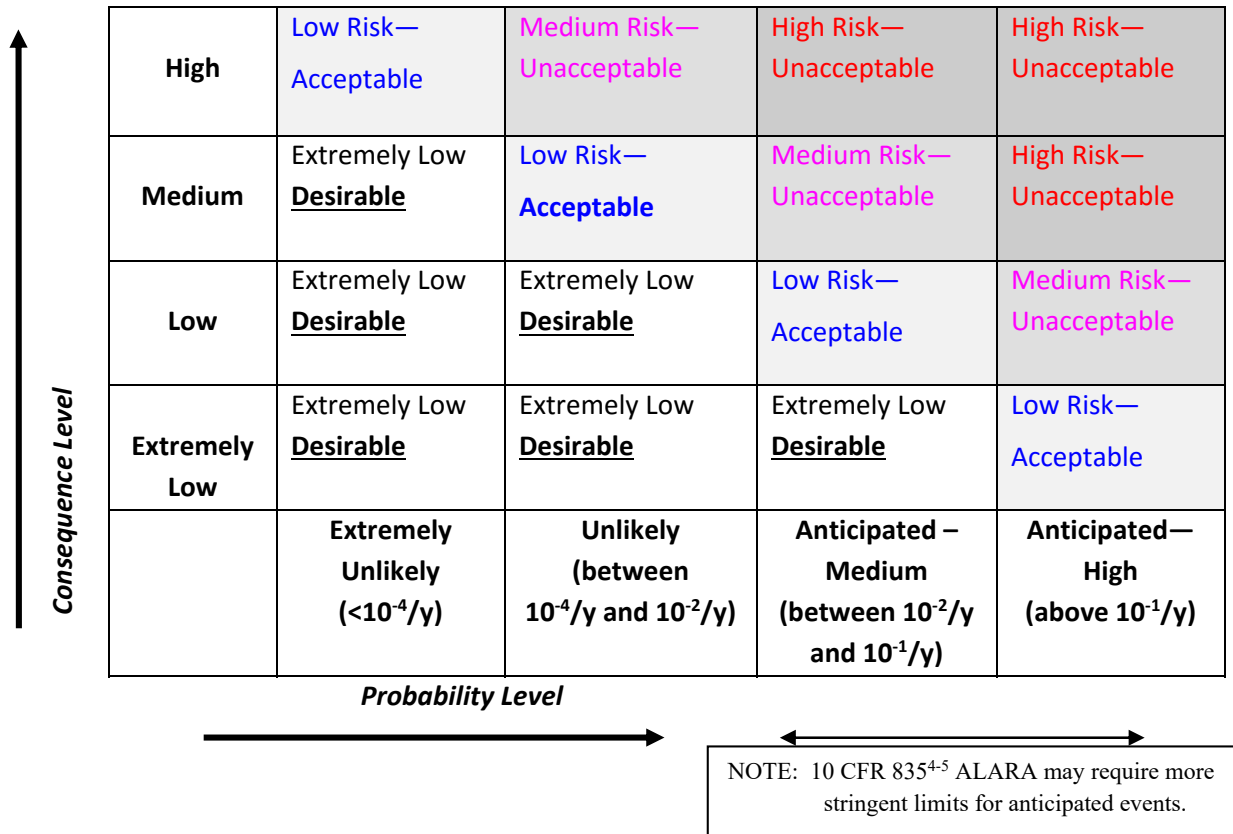 High
Low Risk—
Acceptable
Medium Risk—
Unacceptable
High Risk—
Unacceptable
High Risk—
Unacceptable
Medium
Extremely Low
Desirable
Low Risk—
Acceptable
Medium Risk—
Unacceptable
High Risk—
Unacceptable
Low
Extremely Low
Desirable
Extremely Low
Desirable
Low Risk—
Acceptable
Medium Risk—
Unacceptable
Extremely
Low
Extremely Low
Desirable
Extremely Low
Desirable
Extremely Low
Desirable
Low Risk—
Acceptable
Extremely
Unlikely
(<10⁻⁴/y)
Unlikely
(between
10⁻⁴/y and 10⁻²/y)
Anticipated –
Medium
(between 10⁻²/y
and 10⁻¹/y)
Anticipated—
High
(above 10⁻¹/y)
Consequence Level
Probability Level
NOTE: 10 CFR 835⁴⁻⁵ ALARA may require more
stringent limits for anticipated events.